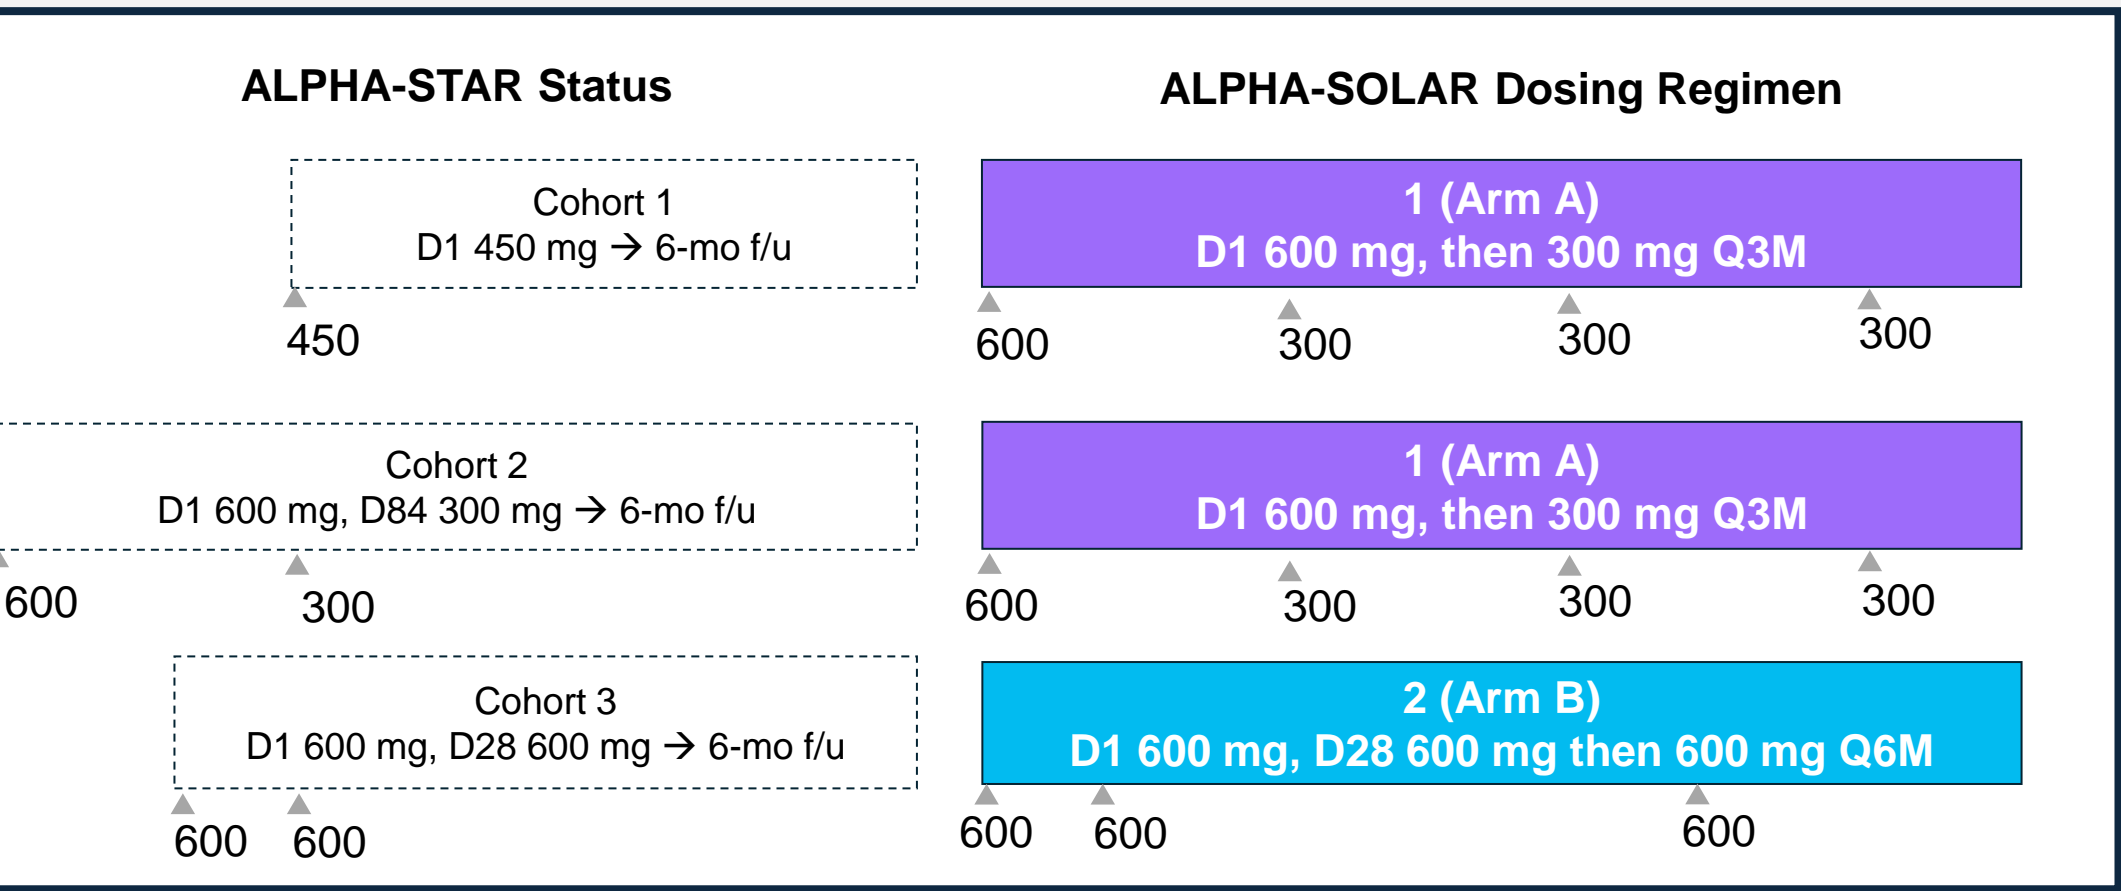 ALPHA-STAR Status
ALPHA-SOLAR Dosing Regimen
Cohort 1
D1 450 mg → 6-mo f/u
450
1 (Arm A)
D1 600 mg, then 300 mg Q3M
600
300
300
300
Cohort 2
D1 600 mg, D84 300 mg → 6-mo f/u
600
300
1 (Arm A)
D1 600 mg, then 300 mg Q3M
600
300
300
300
Cohort 3
D1 600 mg, D28 600 mg → 6-mo f/u
600
600
2 (Arm B)
D1 600 mg, D28 600 mg then 600 mg Q6M
600
600
600